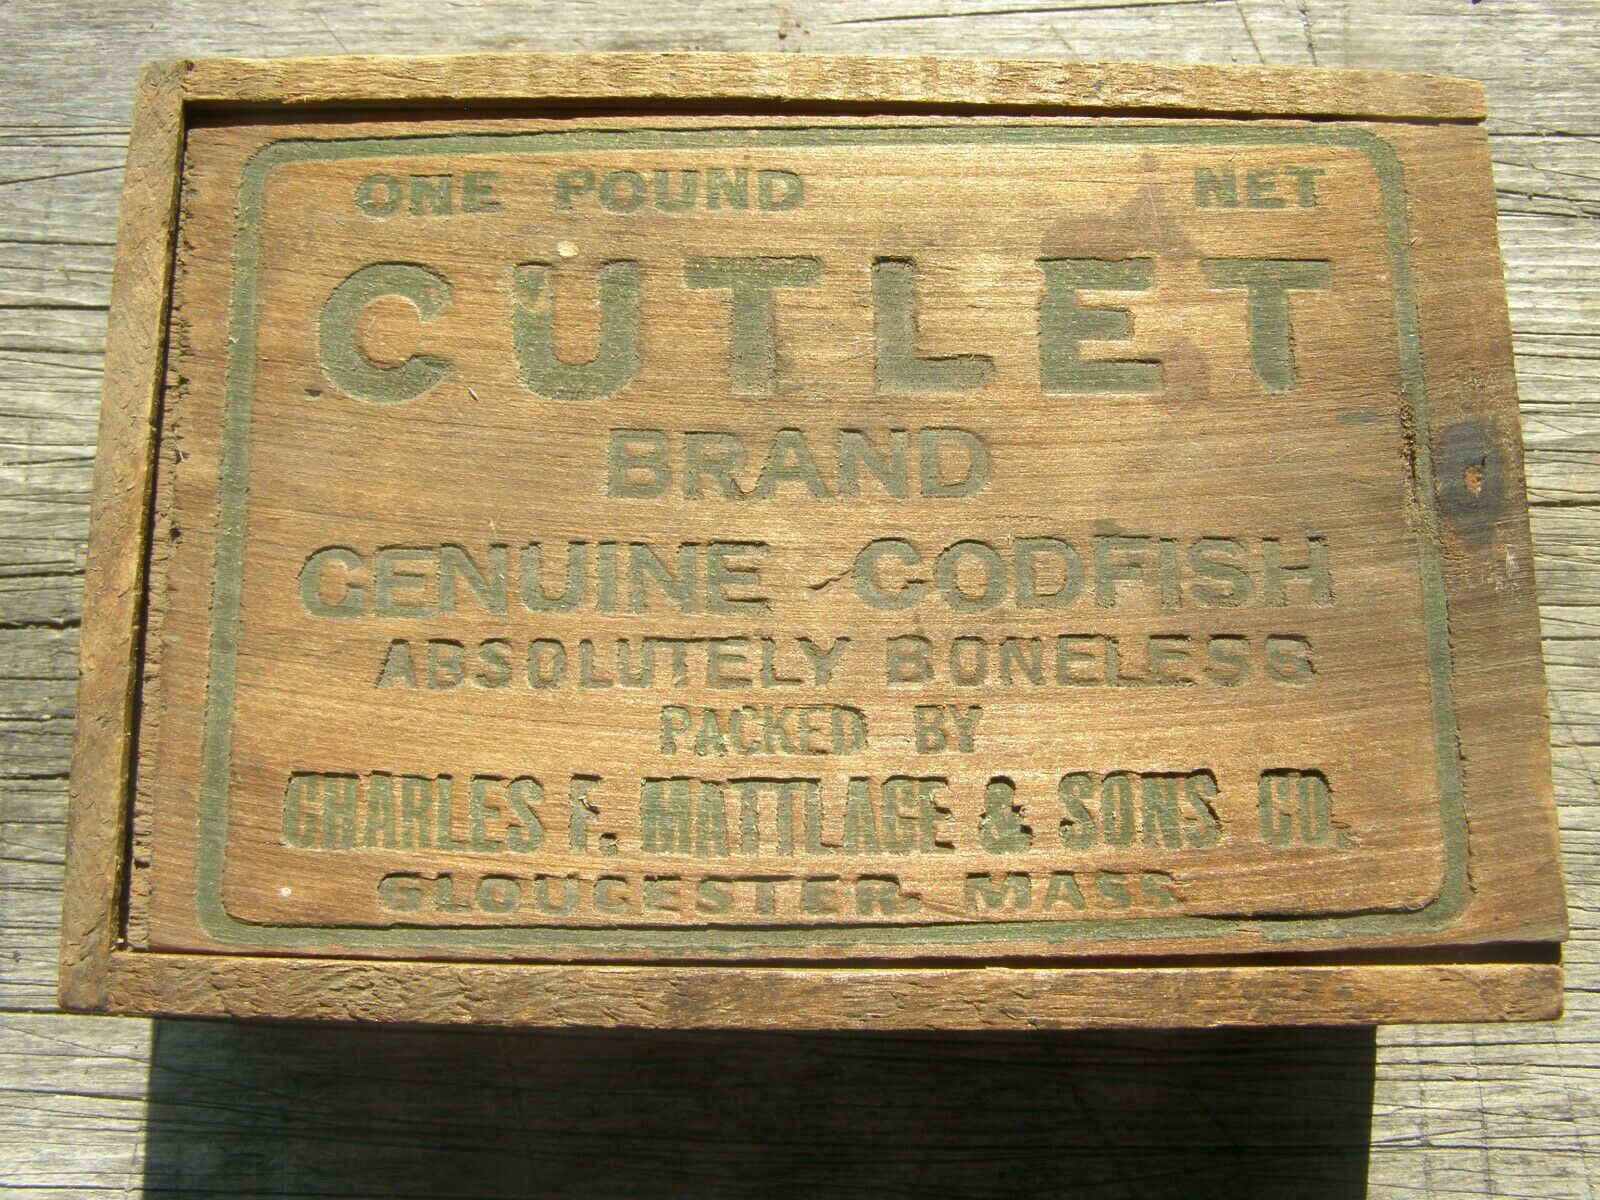 ONE POUND NET
CUTLET
BRAND
GENUINE CODFISH
ABSOLUTELY BONELESS
PACKED BY
CHARLES F. MATTLAGE & SONS CO.
GLOUCESTER, MASS.